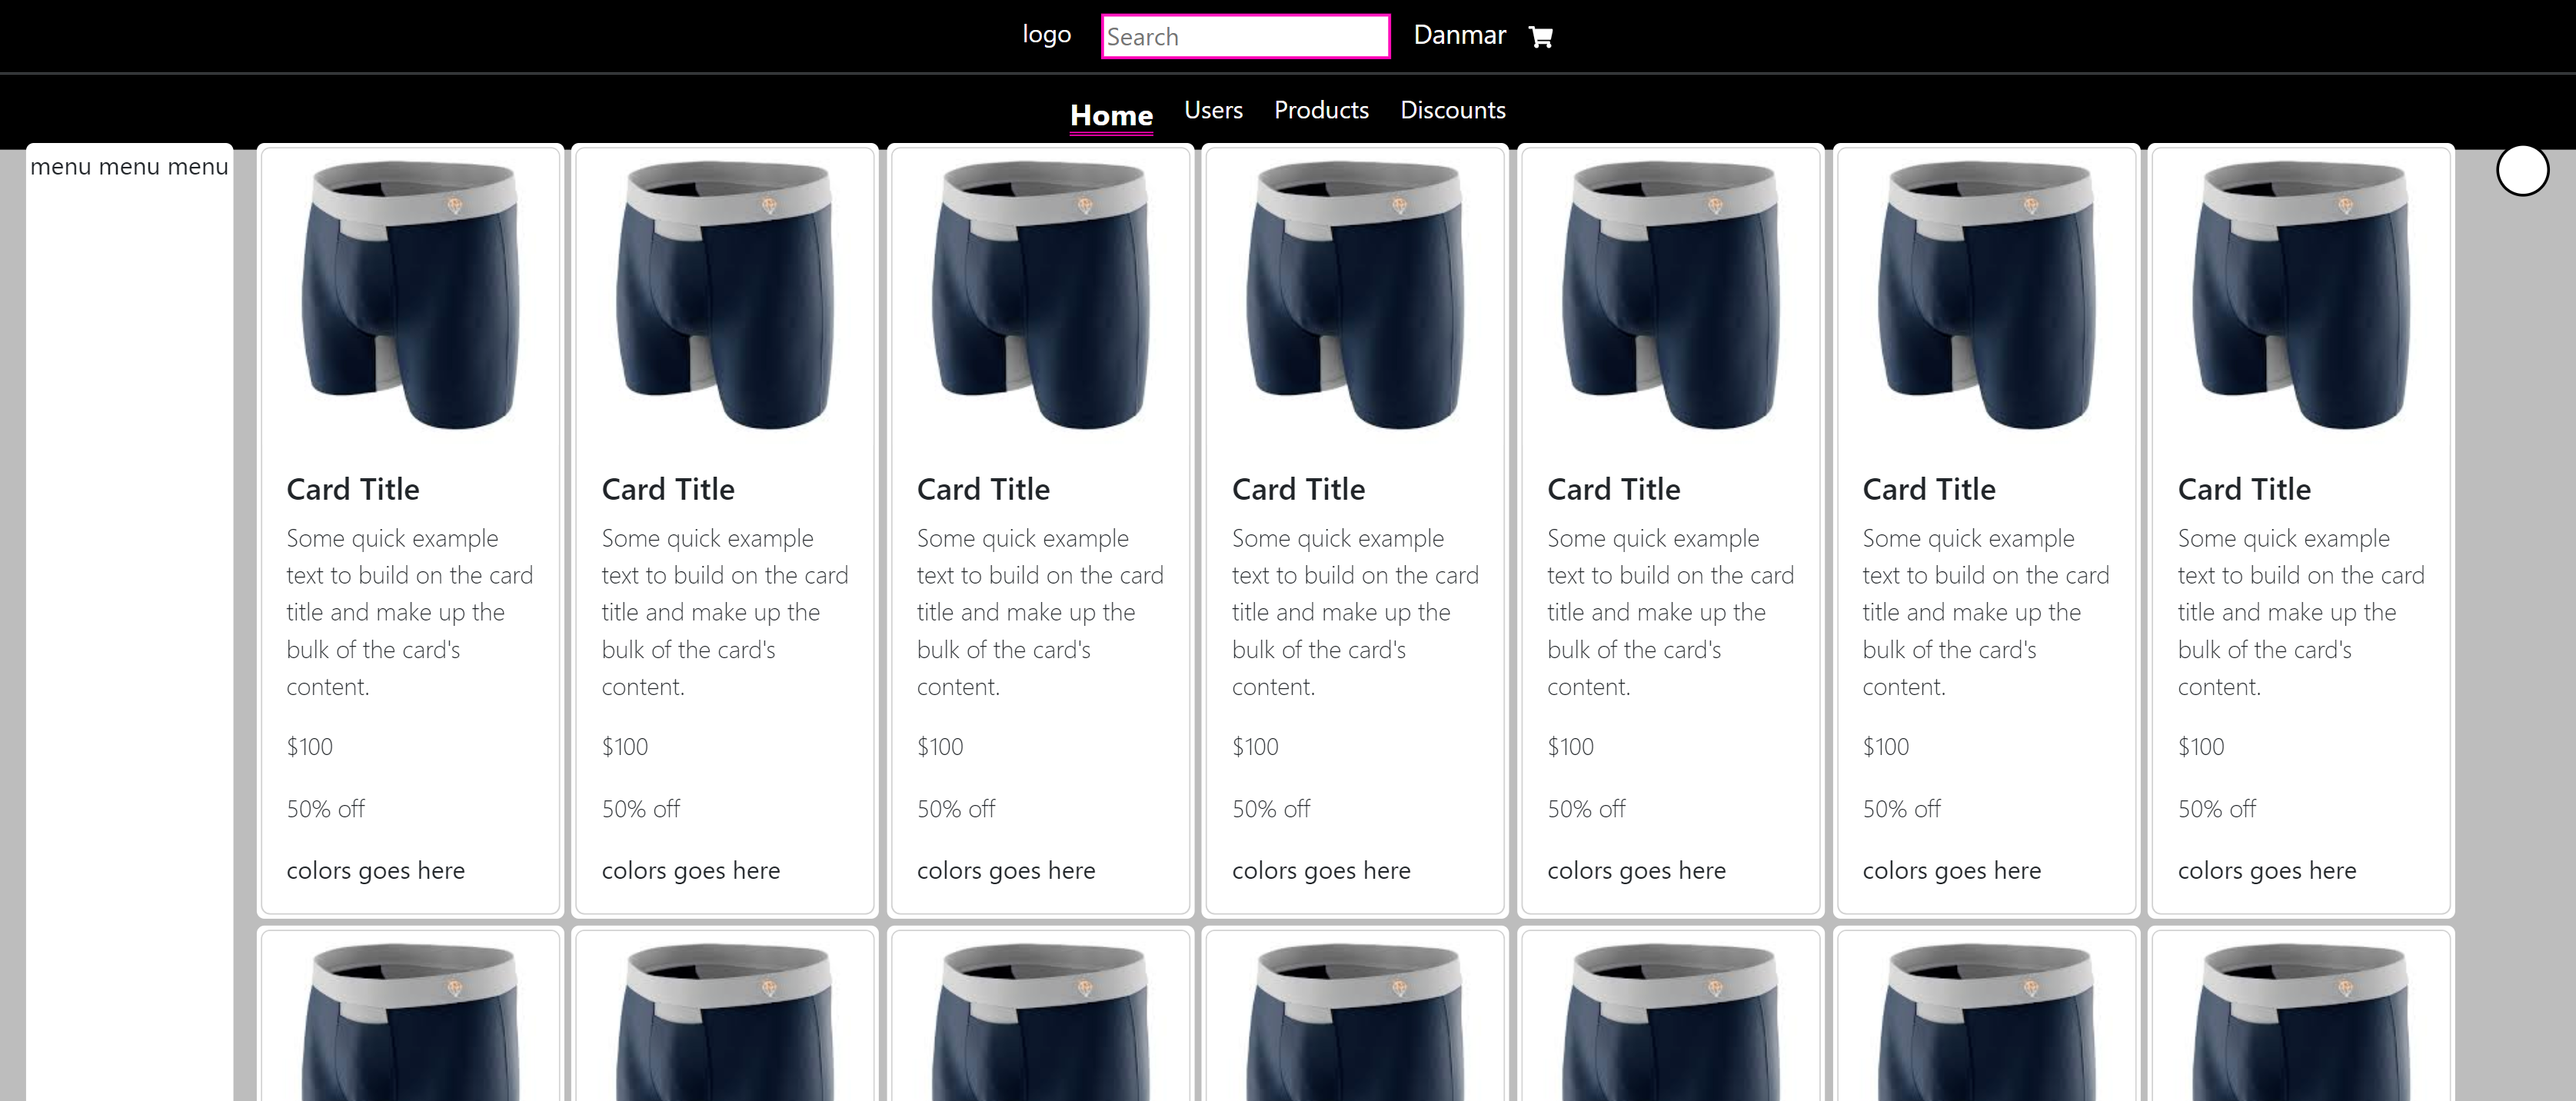 logo Search Danmar
Home Users Products Discounts
menu menu menu
Card Title Card Title Card Title Card Title Card Title Card Title Card Title
Some quick example Some quick example Some quick example Some quick example Some quick example Some quick example Some quick example
text to build on the card text to build on the card text to build on the card text to build on the card text to build on the card text to build on the card text to build on the card
title and make up the title and make up the title and make up the title and make up the title and make up the title and make up the title and make up the
bulk of the card's bulk of the card's bulk of the card's bulk of the card's bulk of the card's bulk of the card's bulk of the card's
content. content. content. content. content. content. content.
$100 $100 $100 $100 $100 $100 $100
50% off 50% off 50% off 50% off 50% off 50% off 50% off
colors goes here colors goes here colors goes here colors goes here colors goes here colors goes here colors goes here